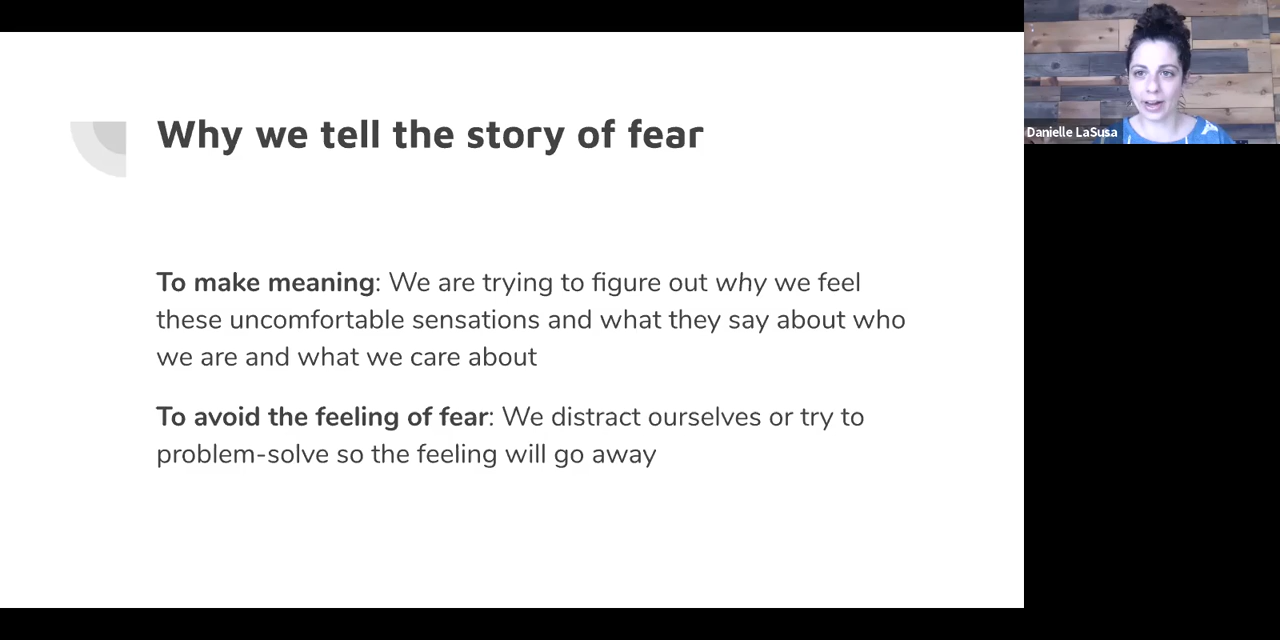 Why we tell the story of fear
To make meaning: We are trying to figure out why we feel
these uncomfortable sensations and what they say about who
we are and what we care about
To avoid the feeling of fear: We distract ourselves or try to
problem-solve so the feeling will go away
Danielle LaSusa